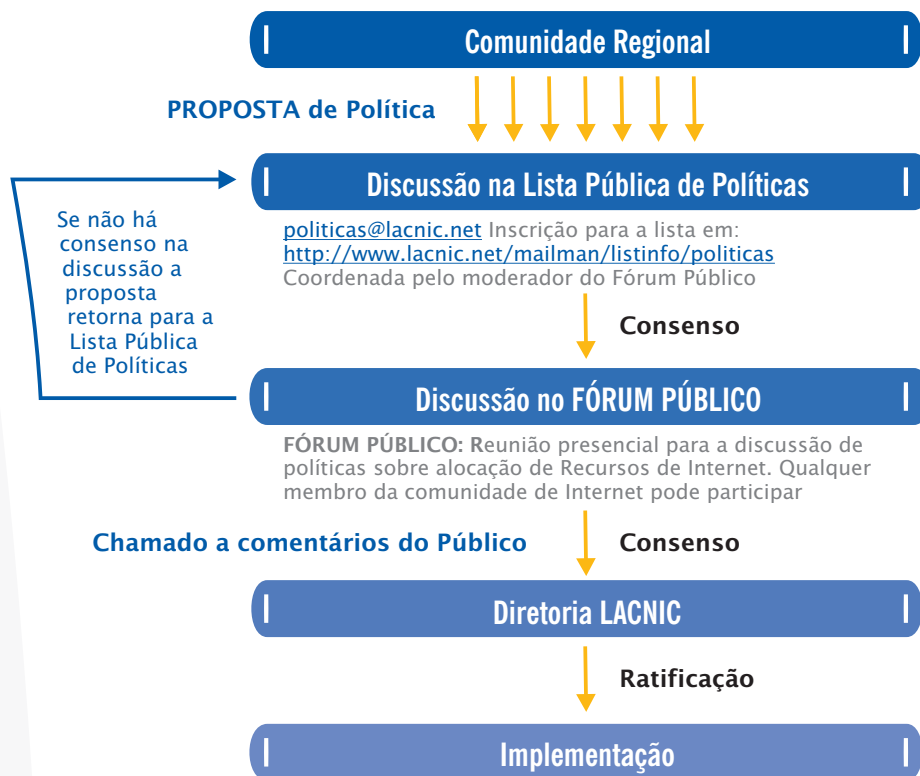 Comunidade Regional
PROPOSTA de Política
Discussão na Lista Pública de Políticas
Se não há
consenso na
discussão a
proposta
retorna para a
Lista Pública
de Políticas
politicas@lacnic.net Inscrição para a lista em:
http://www.lacnic.net/mailman/listinfo/politicas
Coordenada pelo moderador do Fórum Público
Consenso
Discussão no FÓRUM PÚBLICO
FÓRUM PÚBLICO: Reunião presencial para a discussão de
políticas sobre alocação de Recursos de Internet. Qualquer
membro da comunidade de Internet pode participar
Chamado a comentários do Público
Consenso
Diretoria LACNIC
Ratificação
Implementação